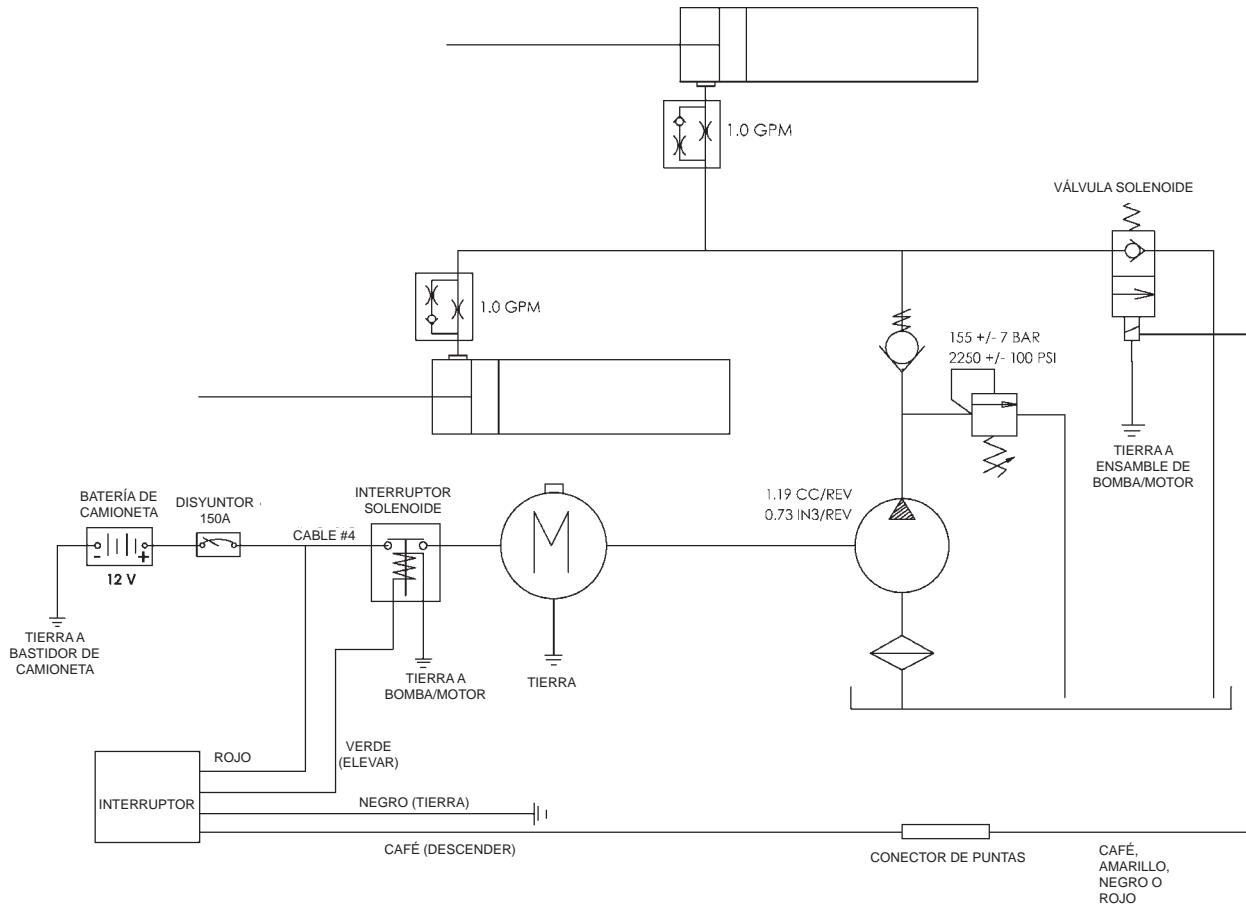 1.0 GPM
VÁLVULA SOLENOIDE
1.0 GPM
155 +/- 7 BAR
2250 +/- 100 PSI
TIERRA A
ENSAMBLE DE
BOMBA/MOTOR
BATERÍA DE
CAMIONETA
DISYUNTOR
150A
INTERRUPTOR
SOLENOIDE
1.19 CC/REV
0.73 IN3/REV
CABLE #4
M
- +
12 V
TIERRA A
BASTIDOR DE
CAMIONETA
TIERRA A
BOMBA/MOTOR
TIERRA
ROJO
VERDE
(ELEVAR)
INTERRUPTOR
NEGRO (TIERRA)
CAFÉ (DESCENDER)
CONECTOR DE PUNTAS
CAFÉ,
AMARILLO,
NEGRO O
ROJO